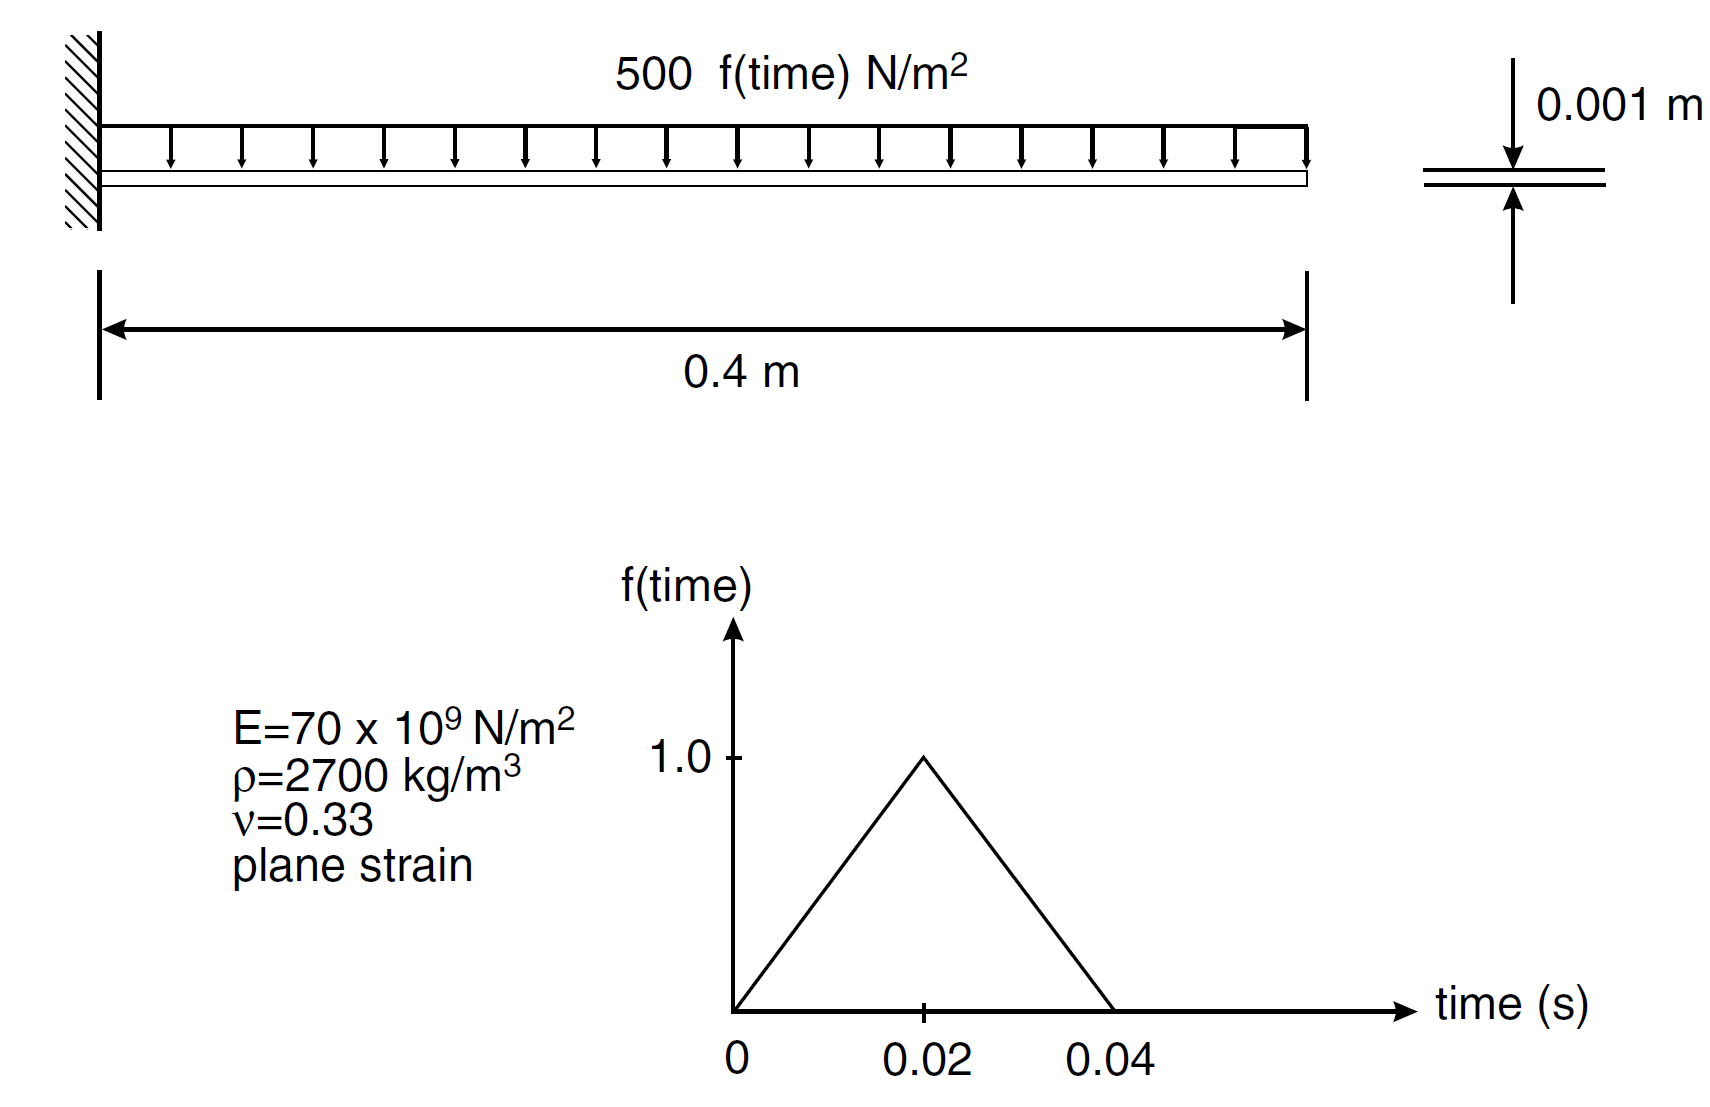 500 f(time) N/m²
0.001 m
0.4 m
f(time)
E=70 x 10⁹ N/m²
ρ=2700 kg/m³
ν=0.33
plane strain
1.0
time (s)
0 0.02 0.04